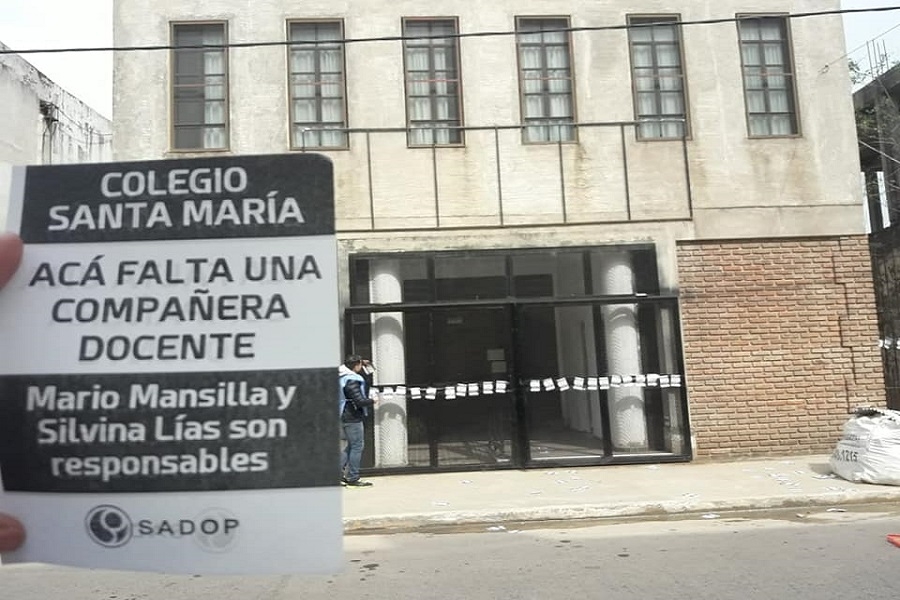 COLEGIO
SANTA MARÍA
ACÁ FALTA UNA
COMPAÑERA
DOCENTE
Mario Mansilla y
Silvina Lías son
responsables
SADOP